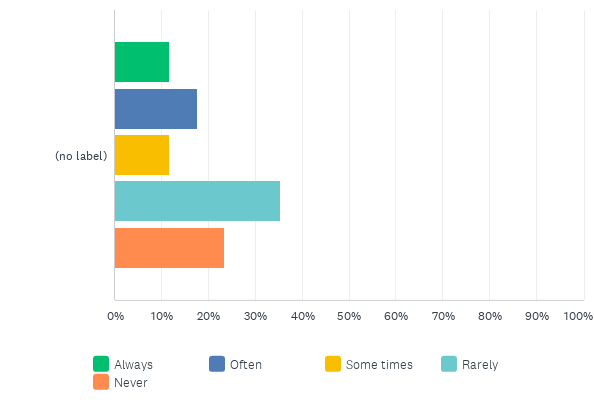 (no label)
0% 10% 20% 30% 40% 50% 60% 70% 80% 90% 100%
Always Often Some times Rarely
Never